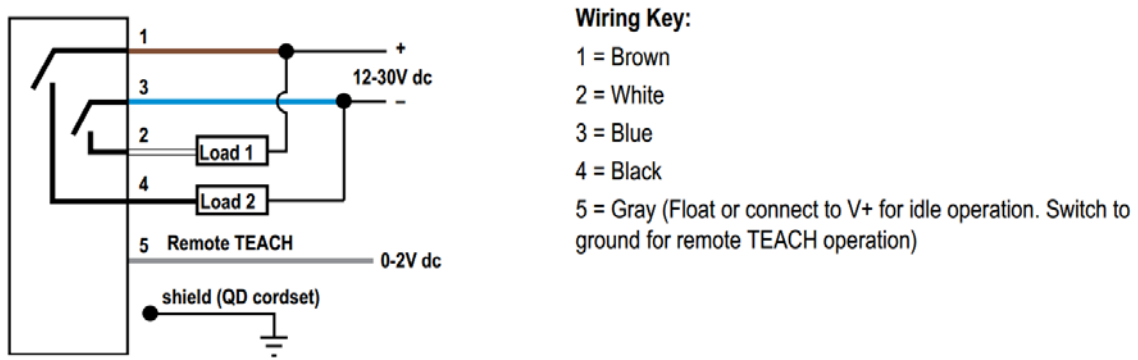 1
+
12-30V dc
3
–
2
Load 1
4
Load 2
5 Remote TEACH
0-2V dc
shield (QD cordset)
Wiring Key:
1 = Brown
2 = White
3 = Blue
4 = Black
5 = Gray (Float or connect to V+ for idle operation. Switch to
ground for remote TEACH operation)